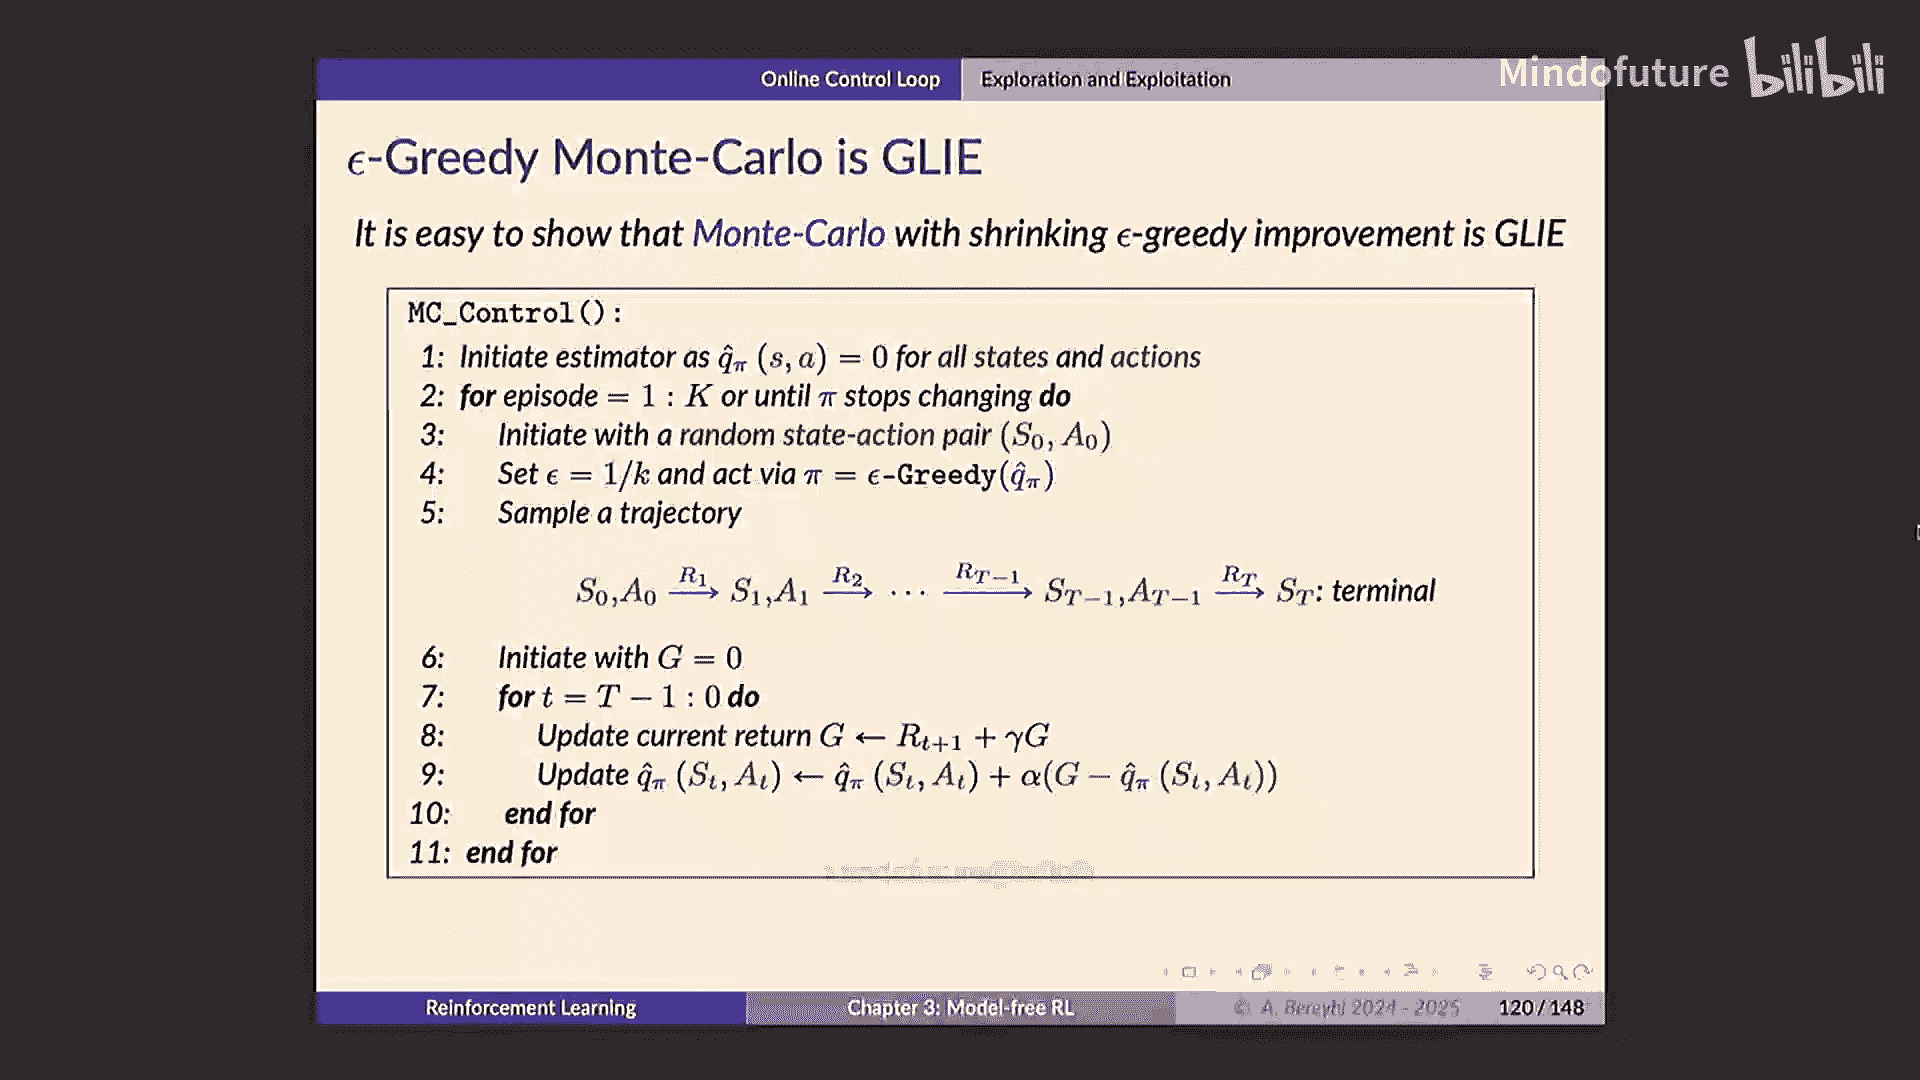 Mindofuture bilibili
Online Control Loop Exploration and Exploitation
ϵ-Greedy Monte-Carlo is GLIE
It is easy to show that Monte-Carlo with shrinking ϵ-greedy improvement is GLIE
MC_Control():
1: Initiate estimator as q̂π (s, a) = 0 for all states and actions
2: for episode = 1 : K or until π stops changing do
3: Initiate with a random state-action pair (S0, A0)
4: Set ϵ = 1/k and act via π = ϵ-Greedy(q̂π)
5: Sample a trajectory
S0,A0 —R1→ S1,A1 —R2→ ··· —RT−1→ ST−1,AT−1 —RT→ ST: terminal
6: Initiate with G = 0
7: for t = T − 1 : 0 do
8: Update current return G ← Rt+1 + γG
9: Update q̂π (St, At) ← q̂π (St, At) + α(G − q̂π (St, At))
10: end for
11: end for
Reinforcement Learning Chapter 3: Model-free RL © A. Bereyhi 2024 - 2025 120 / 148